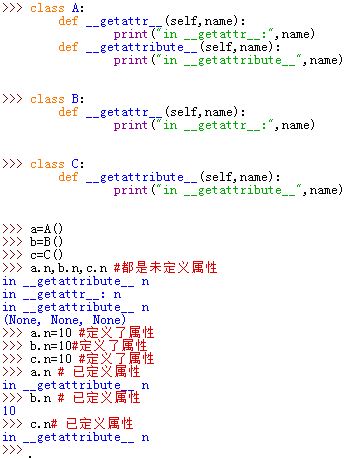 >>> class A:
        def __getattr__(self,name):
                print("in __getattr__:",name)
        def __getattribute__(self,name):
                print("in __getattribute__",name)
>>> class B:
        def __getattr__(self,name):
                print("in __getattr__:",name)
>>> class C:
        def __getattribute__(self,name):
                print("in __getattribute__",name)
>>> a=A()
>>> b=B()
>>> c=C()
>>> a.n,b.n,c.n #都是未定义属性
in __getattribute__ n
in __getattr__: n
in __getattribute__ n
(None, None, None)
>>> a.n=10 #定义了属性
>>> b.n=10#定义了属性
>>> c.n=10 #定义了属性
>>> a.n # 已定义属性
in __getattribute__ n
>>> b.n # 已定义属性
10
>>> c.n# 已定义属性
in __getattribute__ n
>>>